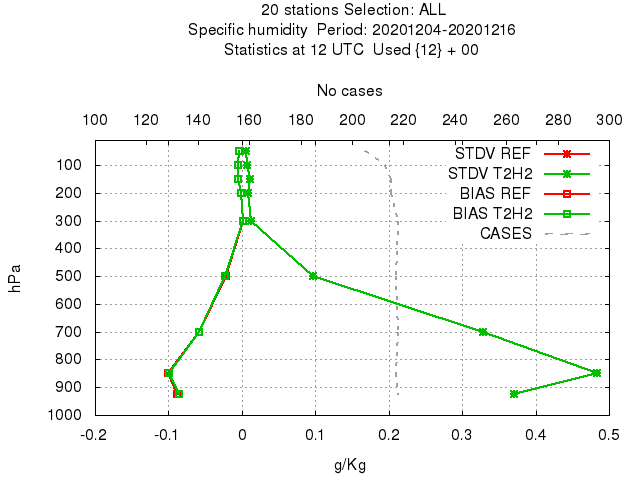 20 stations Selection: ALL
Specific humidity  Period: 20201204-20201216
Statistics at 12 UTC  Used {12} + 00
No cases
100 120 140 160 180 200 220 240 260 280 300
STDV REF
STDV T2H2
BIAS REF
BIAS T2H2
CASES
100
200
300
400
500
600
700
800
900
1000
hPa
-0.2 -0.1 0 0.1 0.2 0.3 0.4 0.5
g/Kg